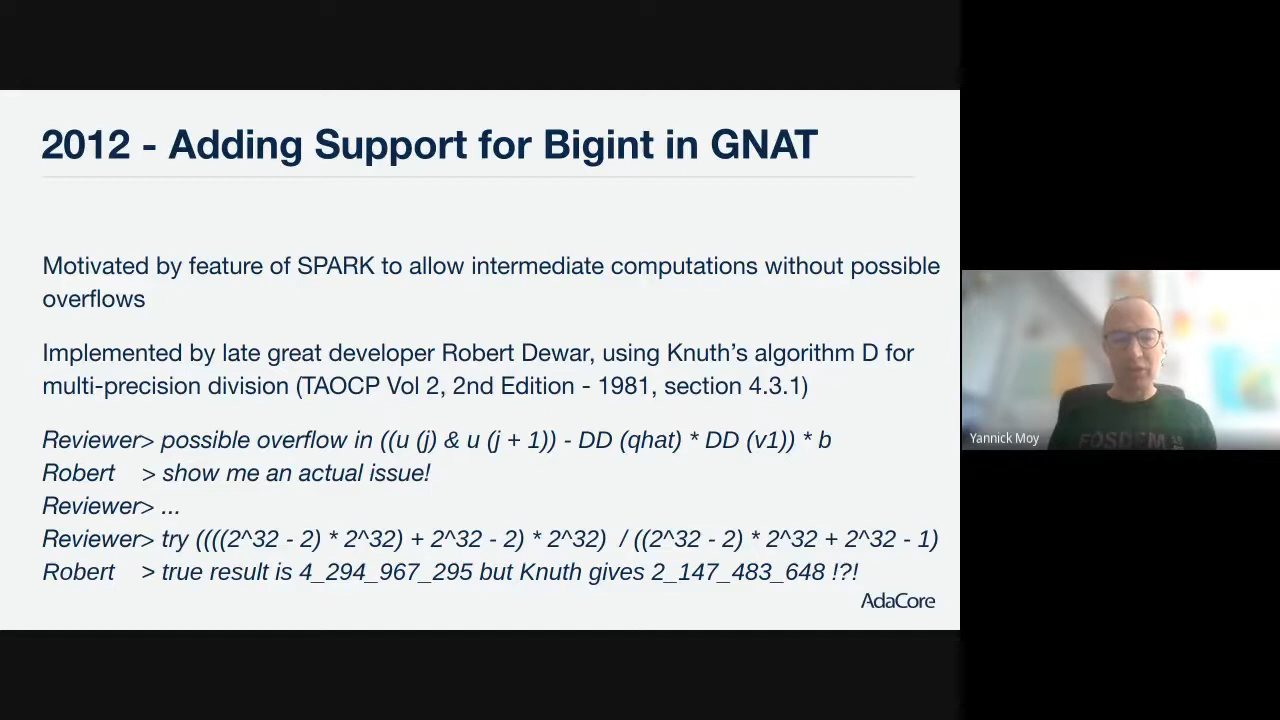 2012 - Adding Support for Bigint in GNAT
Motivated by feature of SPARK to allow intermediate computations without possible
overflows
Implemented by late great developer Robert Dewar, using Knuth’s algorithm D for
multi-precision division (TAOCP Vol 2, 2nd Edition - 1981, section 4.3.1)
Reviewer> possible overflow in ((u (j) & u (j + 1)) - DD (qhat) * DD (v1)) * b
Robert > show me an actual issue!
Reviewer> ...
Reviewer> try ((((2^32 - 2) * 2^32) + 2^32 - 2) * 2^32) / ((2^32 - 2) * 2^32 + 2^32 - 1)
Robert > true result is 4_294_967_295 but Knuth gives 2_147_483_648 !?!
AdaCore
Yannick Moy
FOSDEM